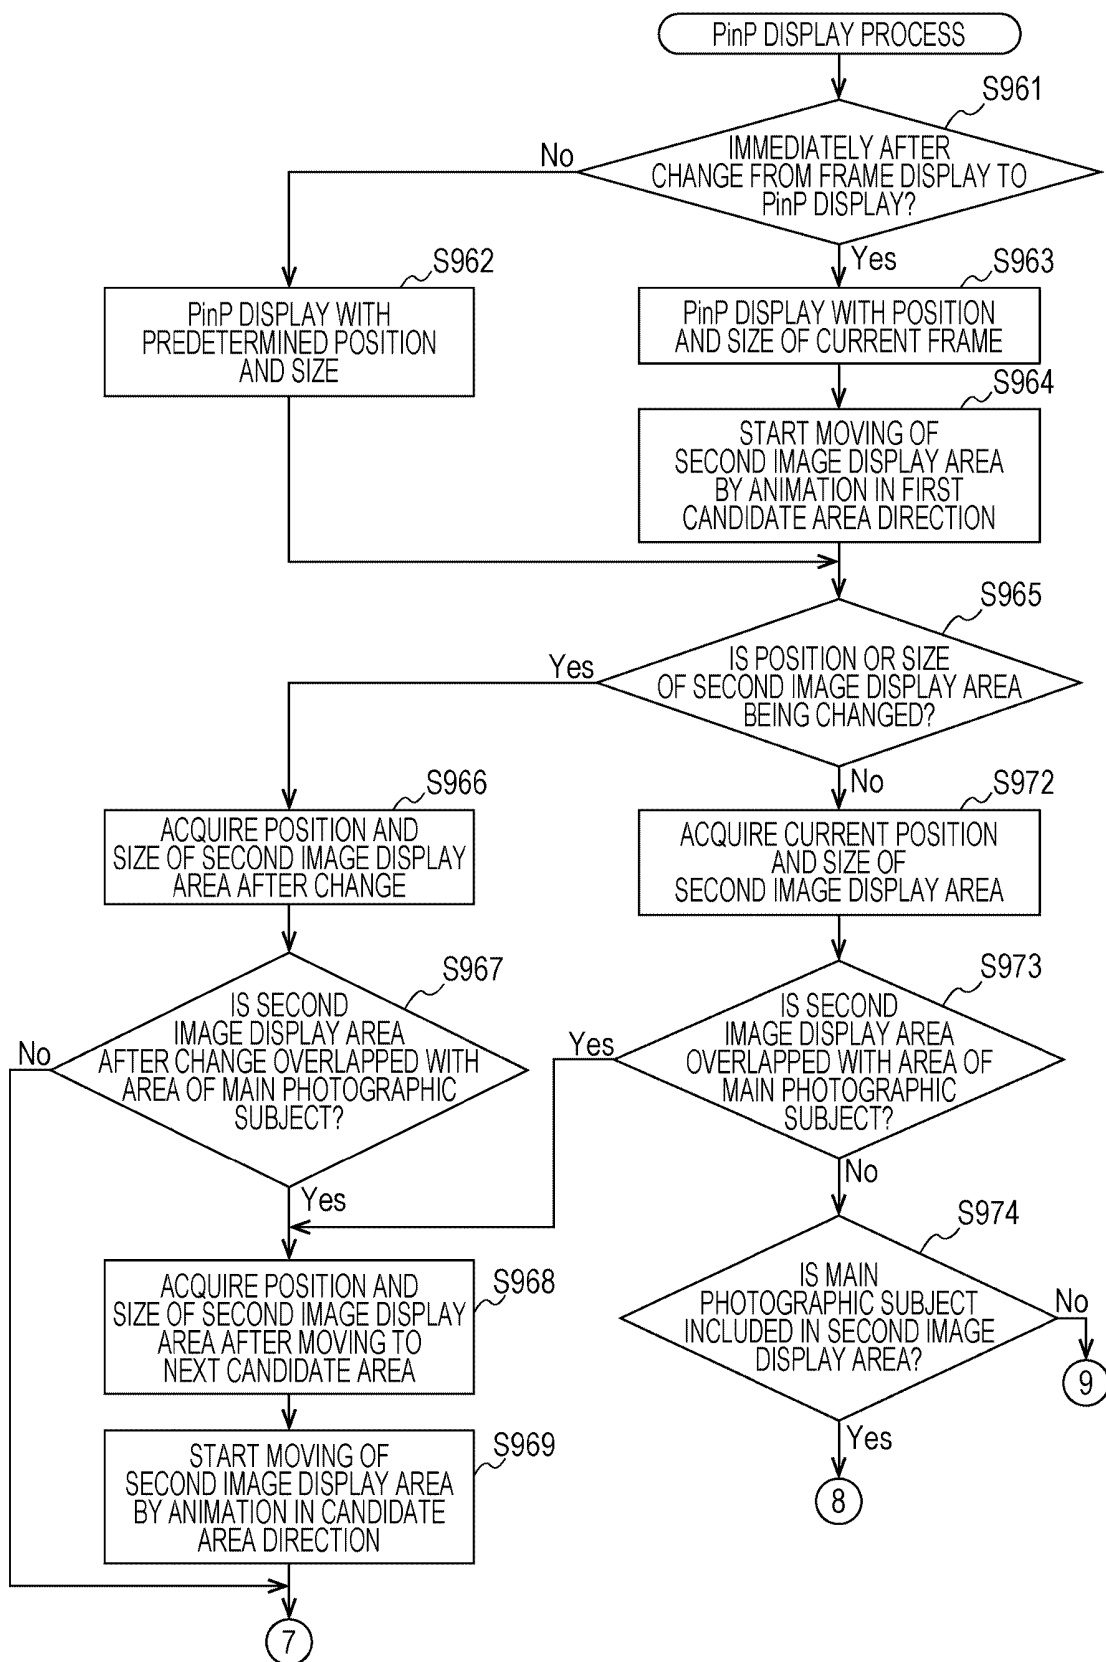 PinP DISPLAY PROCESS
S961
IMMEDIATELY AFTER
CHANGE FROM FRAME DISPLAY TO
PinP DISPLAY?
No
Yes
S962
PinP DISPLAY WITH
PREDETERMINED POSITION
AND SIZE
S963
PinP DISPLAY WITH POSITION
AND SIZE OF CURRENT FRAME
S964
START MOVING OF
SECOND IMAGE DISPLAY AREA
BY ANIMATION IN FIRST
CANDIDATE AREA DIRECTION
S965
IS POSITION OR SIZE
OF SECOND IMAGE DISPLAY AREA
BEING CHANGED?
Yes
No
S966
ACQUIRE POSITION AND
SIZE OF SECOND IMAGE DISPLAY
AREA AFTER CHANGE
S972
ACQUIRE CURRENT POSITION
AND SIZE OF
SECOND IMAGE DISPLAY AREA
S967
IS SECOND
IMAGE DISPLAY AREA
AFTER CHANGE OVERLAPPED WITH
AREA OF MAIN PHOTOGRAPHIC
SUBJECT?
No
Yes
S973
IS SECOND
IMAGE DISPLAY AREA
OVERLAPPED WITH AREA OF
MAIN PHOTOGRAPHIC
SUBJECT?
Yes
No
S968
ACQUIRE POSITION AND
SIZE OF SECOND IMAGE DISPLAY
AREA AFTER MOVING TO
NEXT CANDIDATE AREA
S974
IS MAIN
PHOTOGRAPHIC SUBJECT
INCLUDED IN SECOND IMAGE
DISPLAY AREA?
No
9
Yes
8
S969
START MOVING OF
SECOND IMAGE DISPLAY AREA
BY ANIMATION IN CANDIDATE
AREA DIRECTION
7